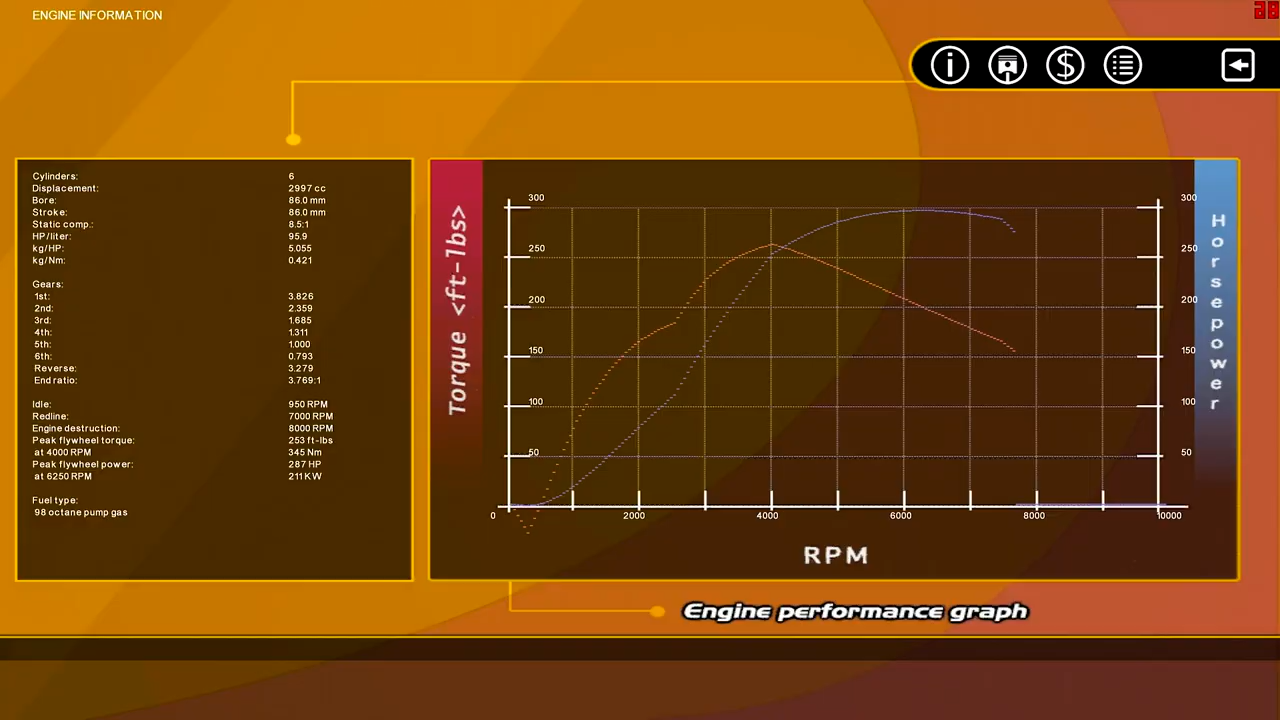 ENGINE INFORMATION
28
Cylinders: 6
Displacement: 2997 cc
Bore: 86.0 mm
Stroke: 86.0 mm
Static comp.: 8.5:1
HP/liter: 95.9
kg/HP: 5.055
kg/Nm: 0.421
Gears:
1st: 3.826
2nd: 2.359
3rd: 1.685
4th: 1.311
5th: 1.000
6th: 0.793
Reverse: 3.279
End ratio: 3.769:1
Idle: 950 RPM
Redline: 7000 RPM
Engine destruction: 8000 RPM
Peak flywheel torque: 253 ft-lbs
at 4000 RPM 345 Nm
Peak flywheel power: 287 HP
at 6250 RPM 211KW
Fuel type:
98 octane pump gas
Torque <ft-lbs>
300
250
200
150
100
50
0 2000 4000 6000 8000 10000
300
250
200
150
100
50
Horsepower
RPM
Engine performance graph